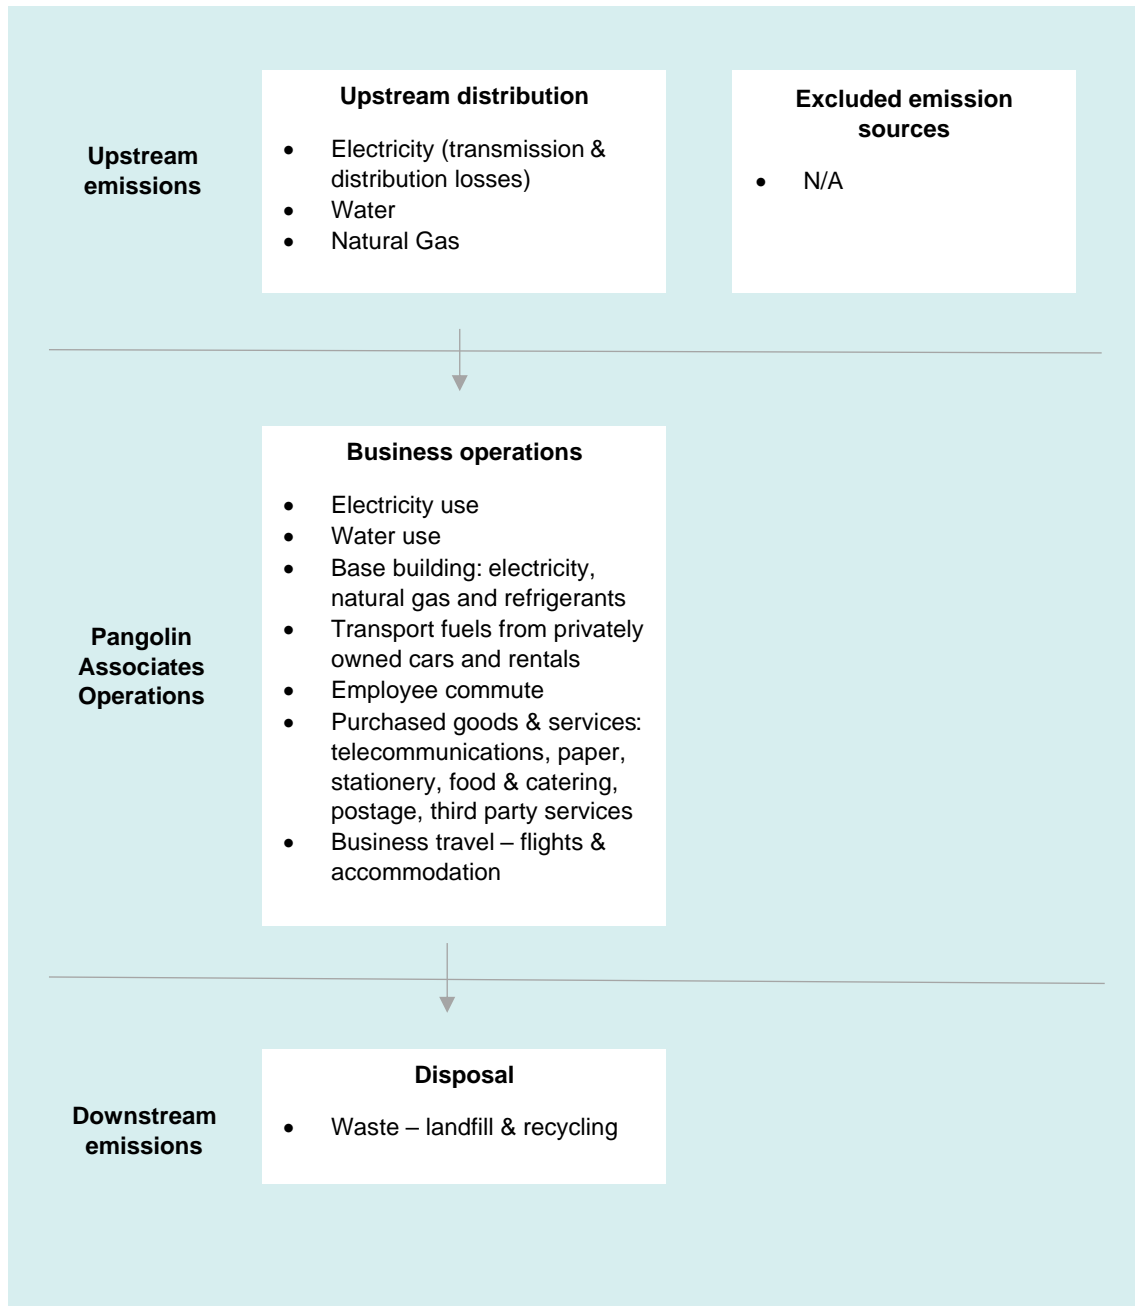 Upstream
emissions
Upstream distribution
• Electricity (transmission &
distribution losses)
• Water
• Natural Gas
Excluded emission
sources
• N/A
Pangolin
Associates
Operations
Business operations
• Electricity use
• Water use
• Base building: electricity,
natural gas and refrigerants
• Transport fuels from privately
owned cars and rentals
• Employee commute
• Purchased goods & services:
telecommunications, paper,
stationery, food & catering,
postage, third party services
• Business travel – flights &
accommodation
Downstream
emissions
Disposal
• Waste – landfill & recycling